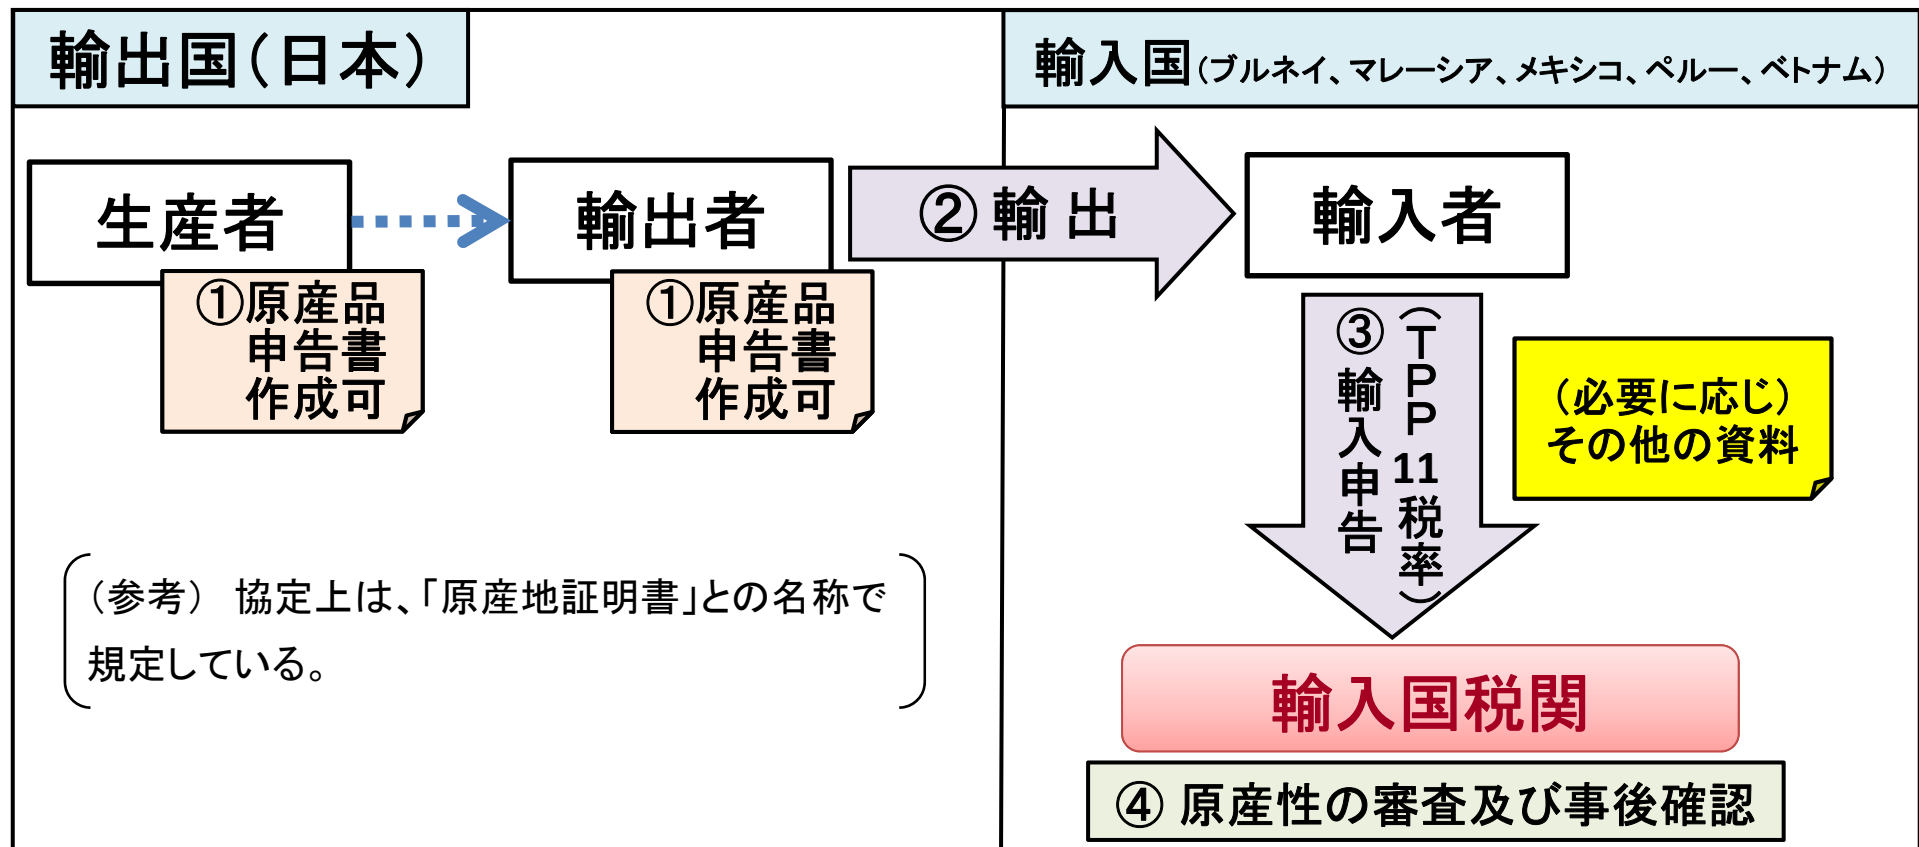 輸出国（日本）
輸入国（ブルネイ、マレーシア、メキシコ、ペルー、ベトナム）
生産者
輸出者
②輸 出
輸入者
①原産品
申告書
作成可
①原産品
申告書
作成可
③輸入申告
（ＴＰＰ11税率）
（必要に応じ）
その他の資料
（参考） 協定上は、「原産地証明書」との名称で
規定している。
輸入国税関
④ 原産性の審査及び事後確認